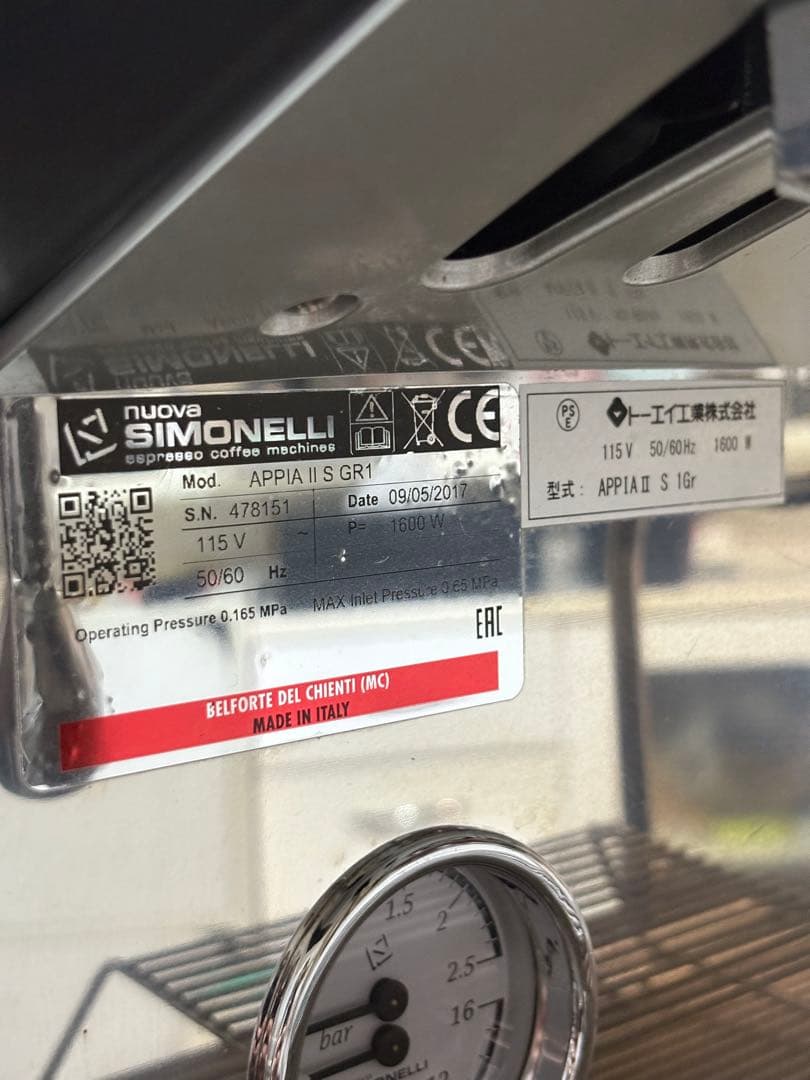 nuova
SIMONELLI
espresso coffee machines
CE
Mod. APPIA II S GR1
S.N. 478151 Date 09/05/2017
115 V ~ P= 1600 W
50/60 Hz
Operating Pressure 0.165 MPa MAX Inlet Pressure 0.65 MPa
EAC
BELFORTE DEL CHIENTI (MC)
MADE IN ITALY
PS
E
トーエイ工業株式会社
115V 50/60Hz 1600 W
型式: APPIAⅡ S 1Gr
1.5
2
2.5
16
bar
12